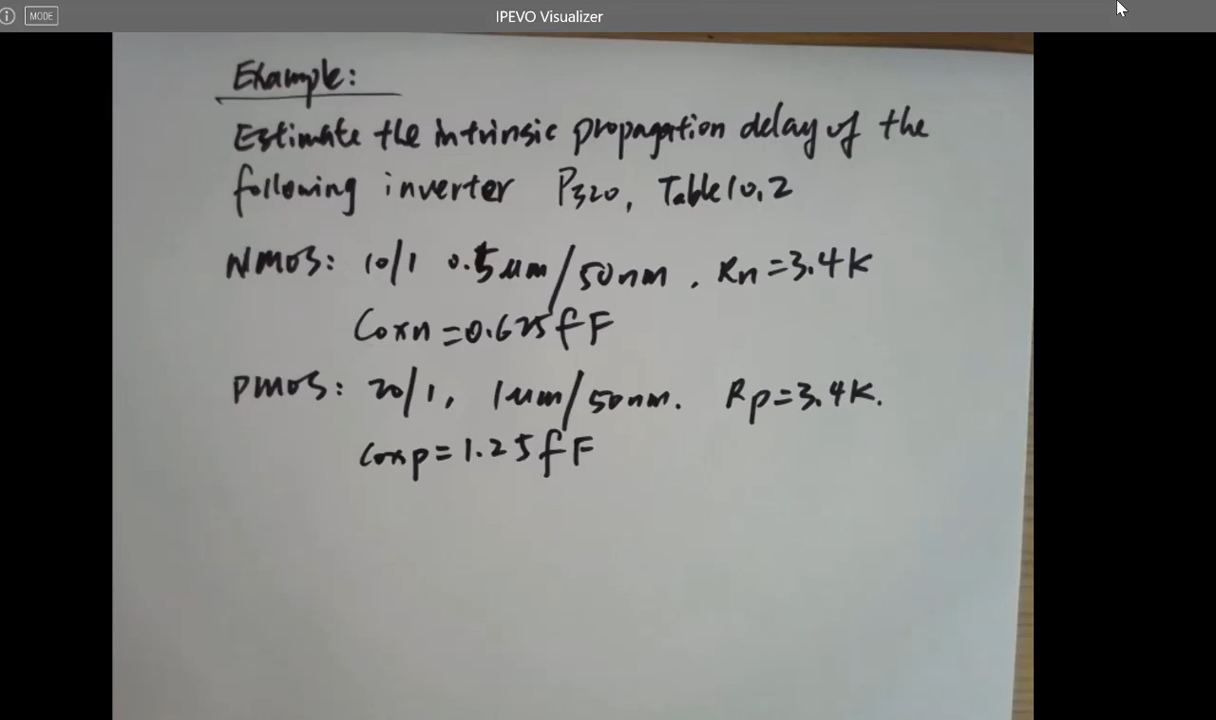 MODE
IPEVO Visualizer
Example:
Estimate the intrinsic propagation delay of the
following inverter P320, Table 10.2
NMOS: 10/1 0.5μm/50nm. Rn=3.4K
Coxn=0.625fF
PMOS: 20/1, 1μm/50nm. Rp=3.4K.
Coxp=1.25fF